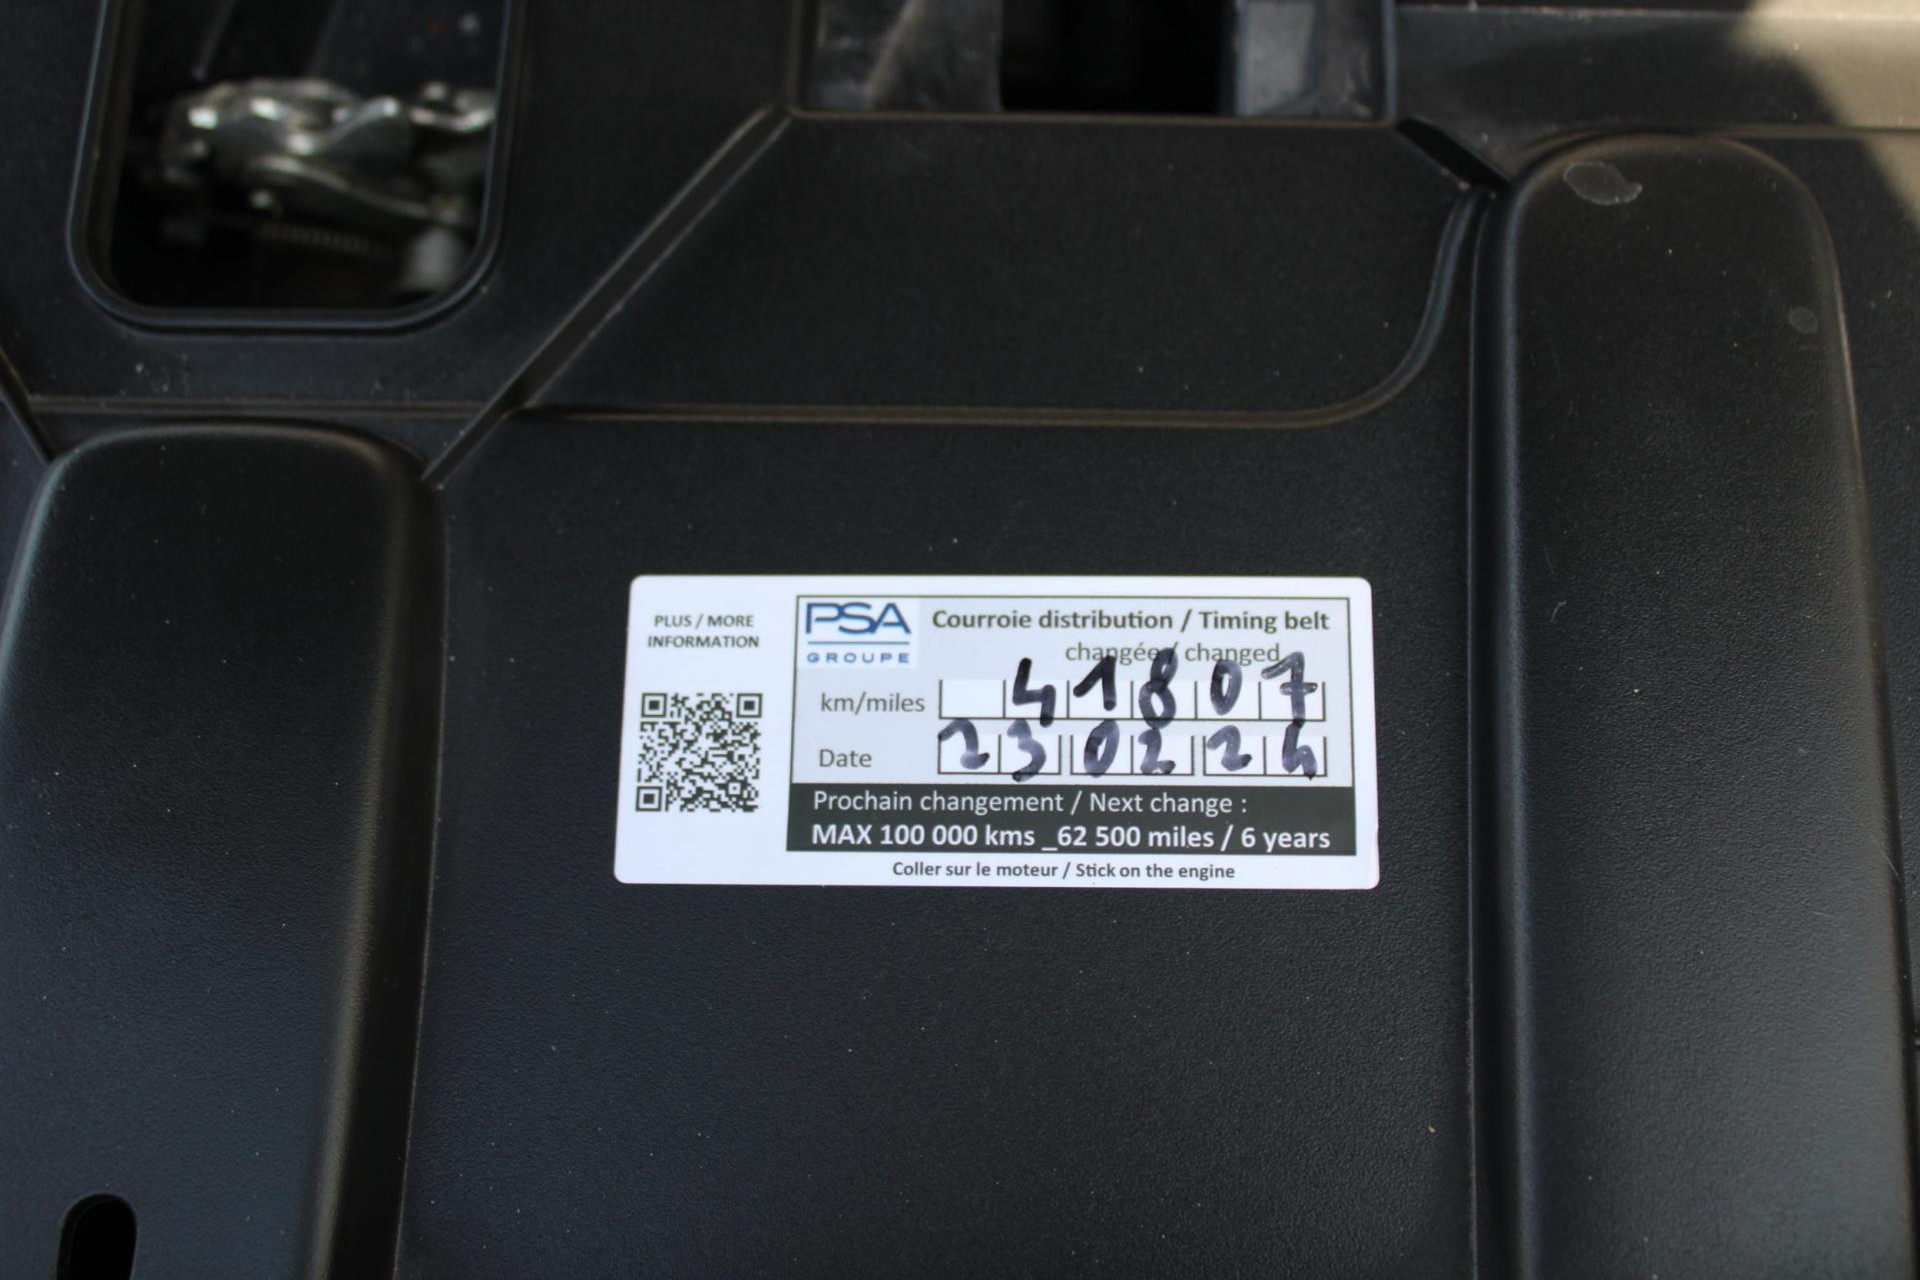 PLUS / MORE
INFORMATION
PSA
GROUPE
Courroie distribution / Timing belt
changée / changed
km/miles 41807
Date 230224
Prochain changement / Next change :
MAX 100 000 kms _62 500 miles / 6 years
Coller sur le moteur / Stick on the engine